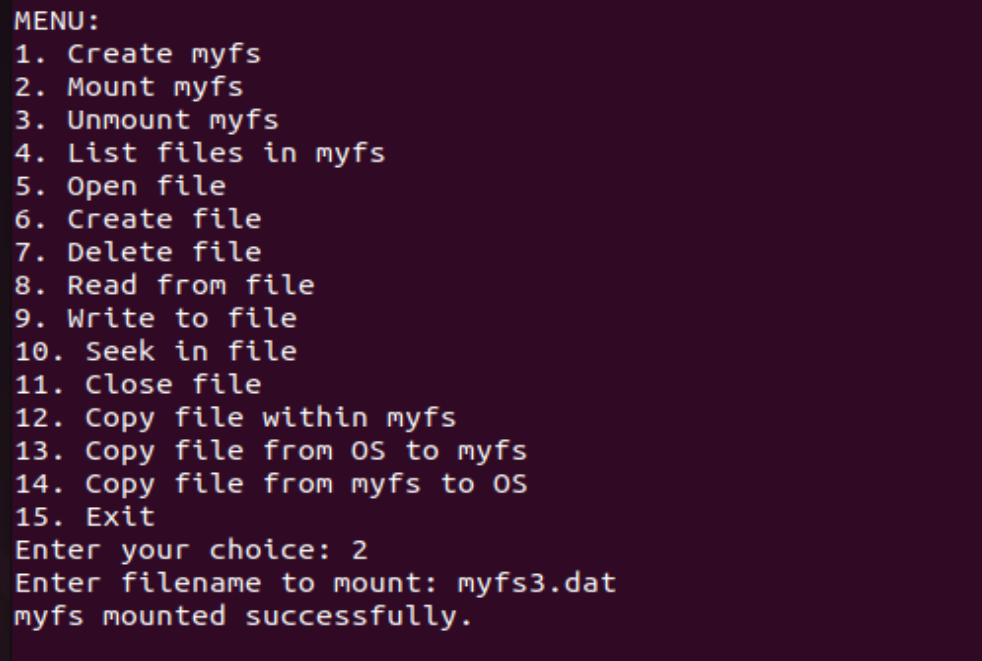 MENU:
1. Create myfs
2. Mount myfs
3. Unmount myfs
4. List files in myfs
5. Open file
6. Create file
7. Delete file
8. Read from file
9. Write to file
10. Seek in file
11. Close file
12. Copy file within myfs
13. Copy file from OS to myfs
14. Copy file from myfs to OS
15. Exit
Enter your choice: 2
Enter filename to mount: myfs3.dat
myfs mounted successfully.